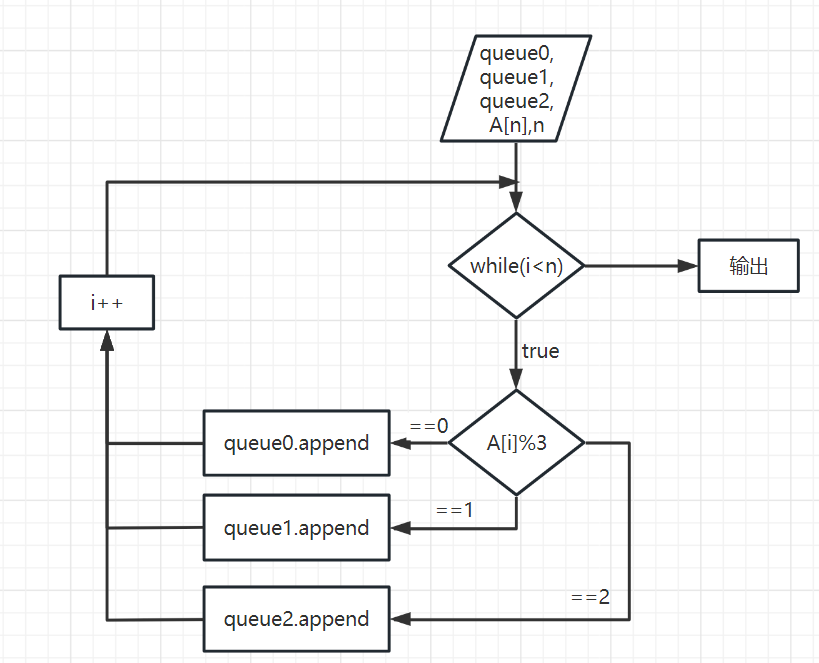 queue0,
queue1,
queue2,
A[n],n
while(i<n)
输出
i++
true
==0
A[i]%3
queue0.append
==1
queue1.append
==2
queue2.append